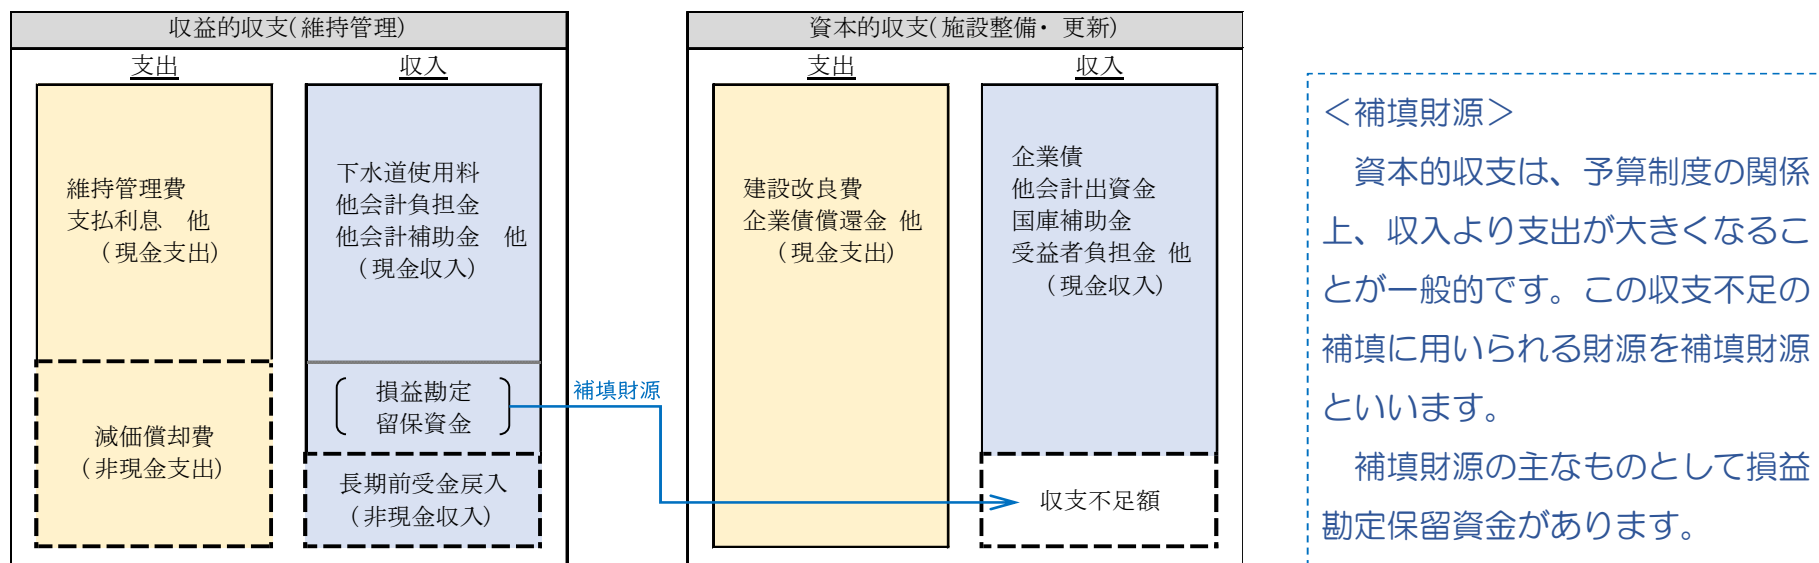 収益的収支(維持管理)
支出
収入
維持管理費
支払利息 他
(現金支出)
減価償却費
(非現金支出)
下水道使用料
他会計負担金
他会計補助金 他
(現金収入)
損益勘定
留保資金
長期前受金戻入
(非現金収入)
補填財源
資本的収支(施設整備・更新)
支出
収入
建設改良費
企業債償還金 他
(現金支出)
企業債
他会計出資金
国庫補助金
受益者負担金 他
(現金収入)
収支不足額
<補填財源>
資本的収支は、予算制度の関係
上、収入より支出が大きくなるこ
とが一般的です。この収支不足の
補填に用いられる財源を補填財源
といいます。
補填財源の主なものとして損益
勘定保留資金があります。